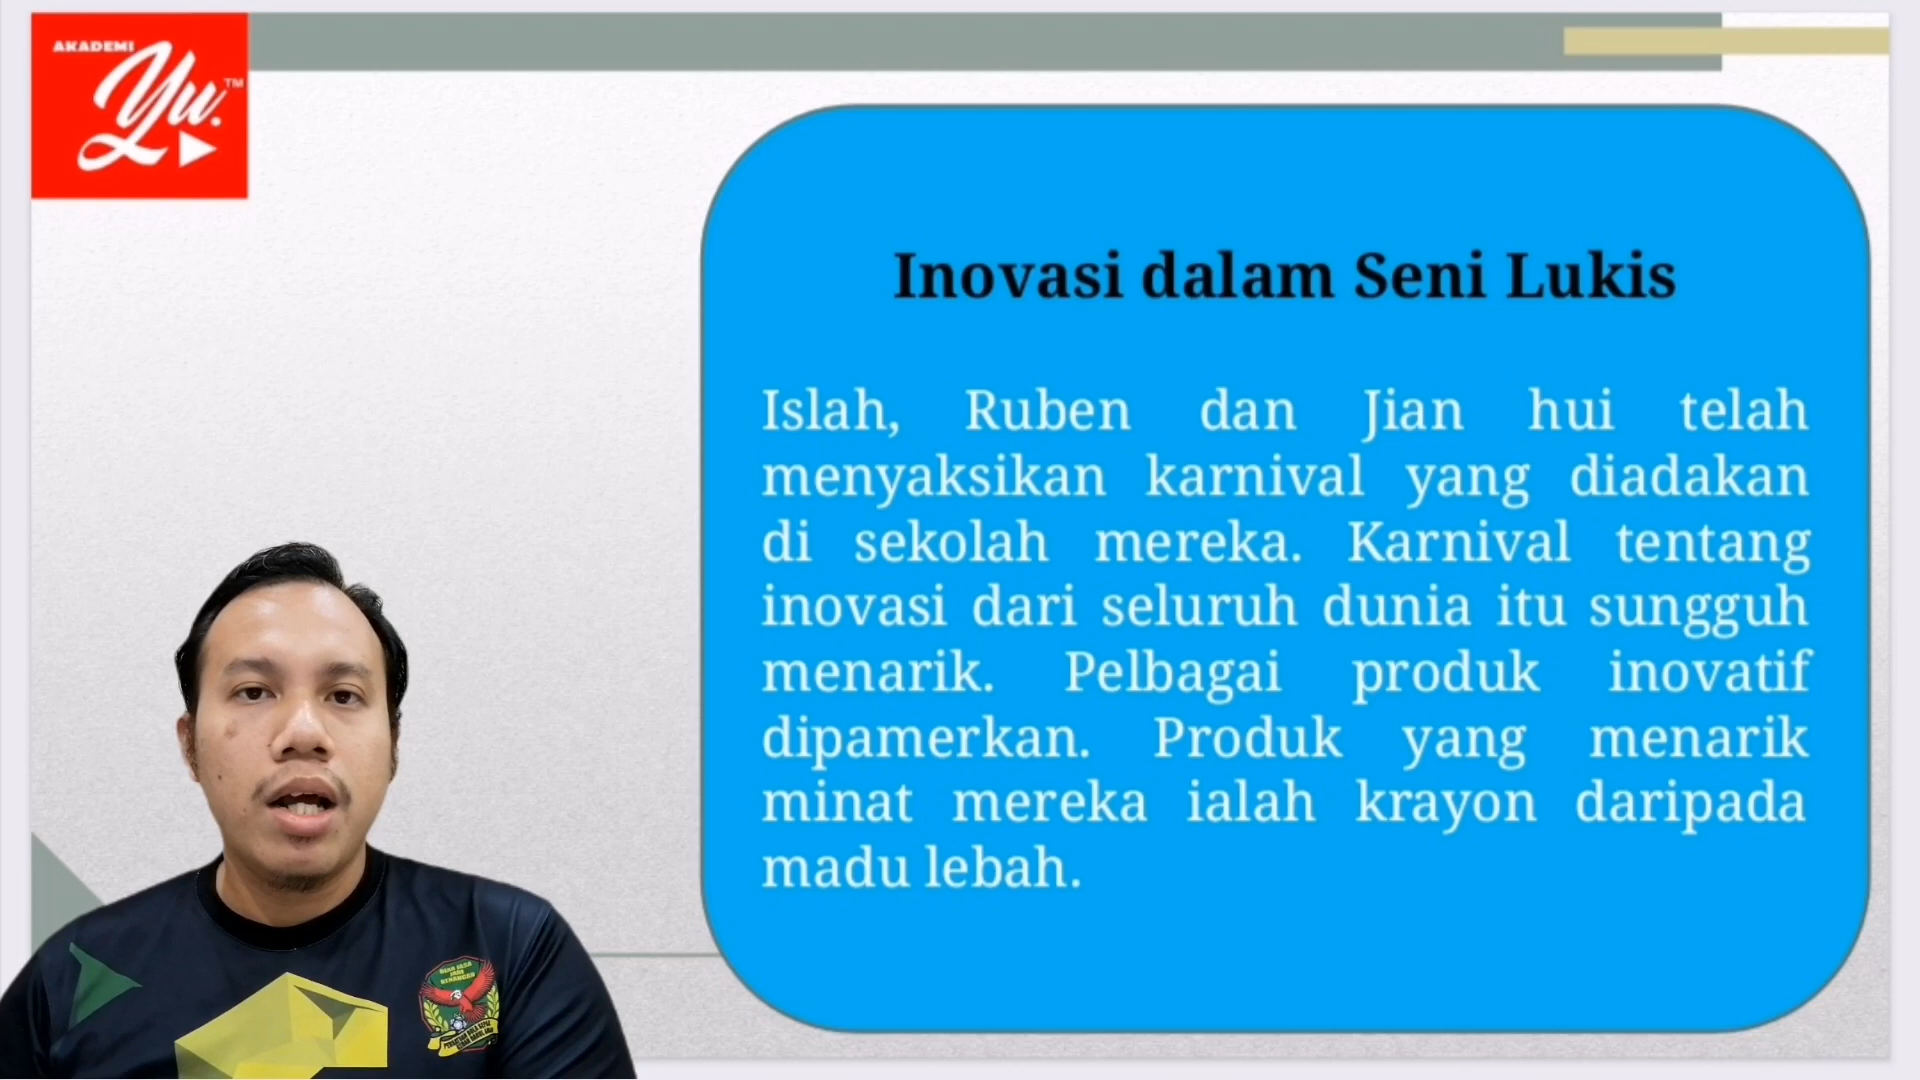 AKADEMI
Yu.™
Inovasi dalam Seni Lukis
Islah, Ruben dan Jian hui telah
menyaksikan karnival yang diadakan
di sekolah mereka. Karnival tentang
inovasi dari seluruh dunia itu sungguh
menarik. Pelbagai produk inovatif
dipamerkan. Produk yang menarik
minat mereka ialah krayon daripada
madu lebah.